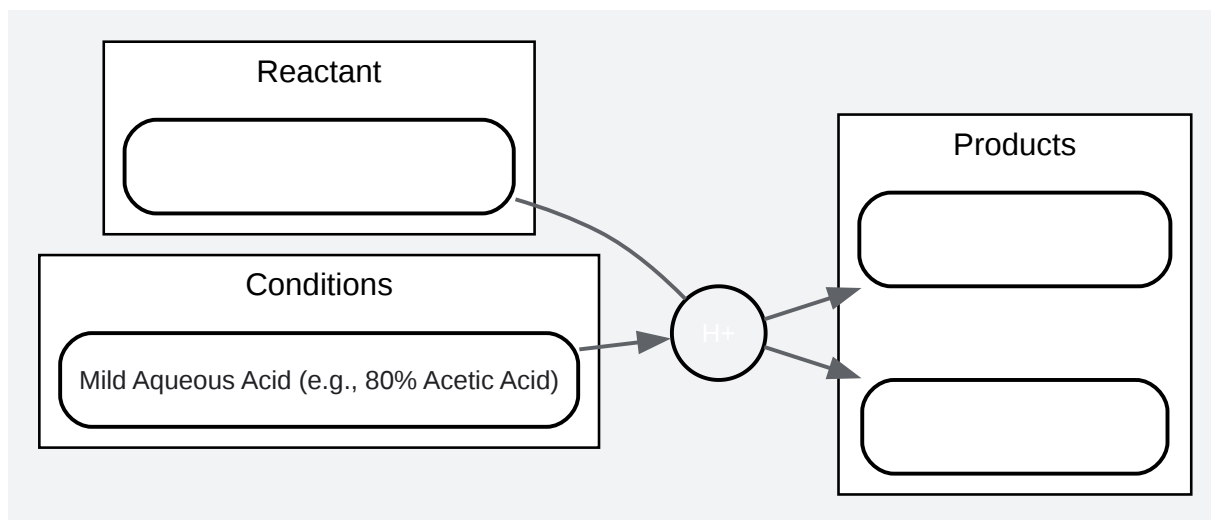 Reactant
Conditions
Mild Aqueous Acid (e.g., 80% Acetic Acid)
H+
Products